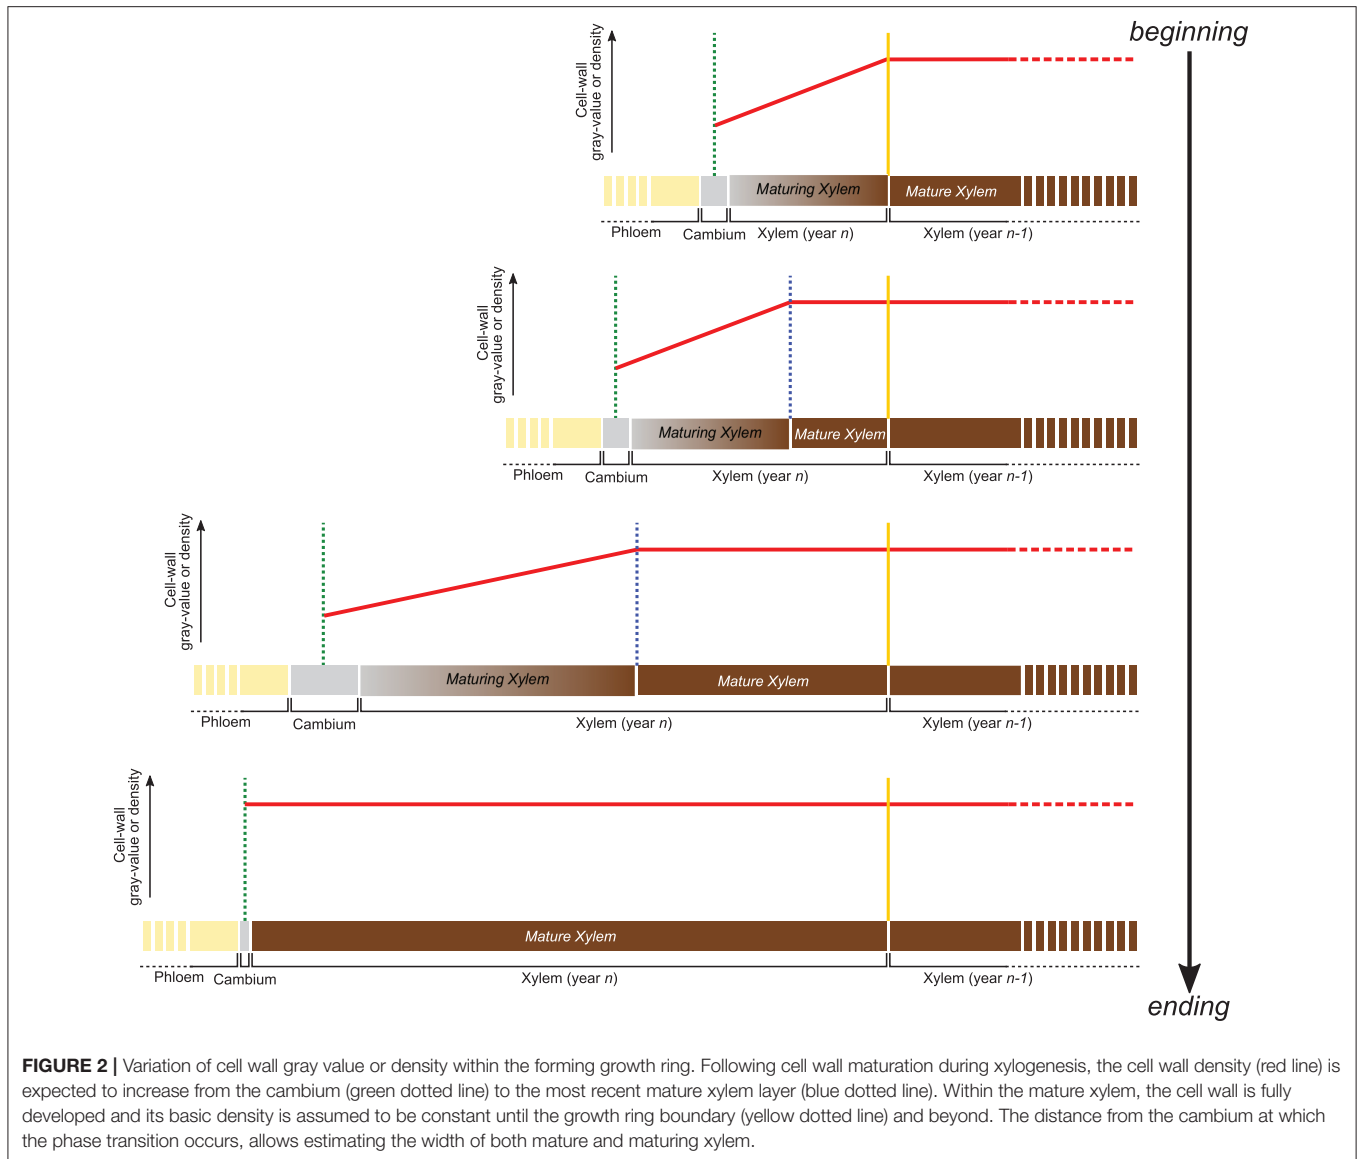 beginning
Cell-wall
gray-value or density
Maturing Xylem
Mature Xylem
Phloem
Cambium
Xylem (year n)
Xylem (year n-1)
Cell-wall
gray-value or density
Maturing Xylem
Mature Xylem
Phloem
Cambium
Xylem (year n)
Xylem (year n-1)
Cell-wall
gray-value or density
Maturing Xylem
Mature Xylem
Phloem
Cambium
Xylem (year n)
Xylem (year n-1)
Cell-wall
gray-value or density
Mature Xylem
Phloem
Cambium
Xylem (year n)
Xylem (year n-1)
ending
FIGURE 2 | Variation of cell wall gray value or density within the forming growth ring. Following cell wall maturation during xylogenesis, the cell wall density (red line) is
expected to increase from the cambium (green dotted line) to the most recent mature xylem layer (blue dotted line). Within the mature xylem, the cell wall is fully
developed and its basic density is assumed to be constant until the growth ring boundary (yellow dotted line) and beyond. The distance from the cambium at which
the phase transition occurs, allows estimating the width of both mature and maturing xylem.